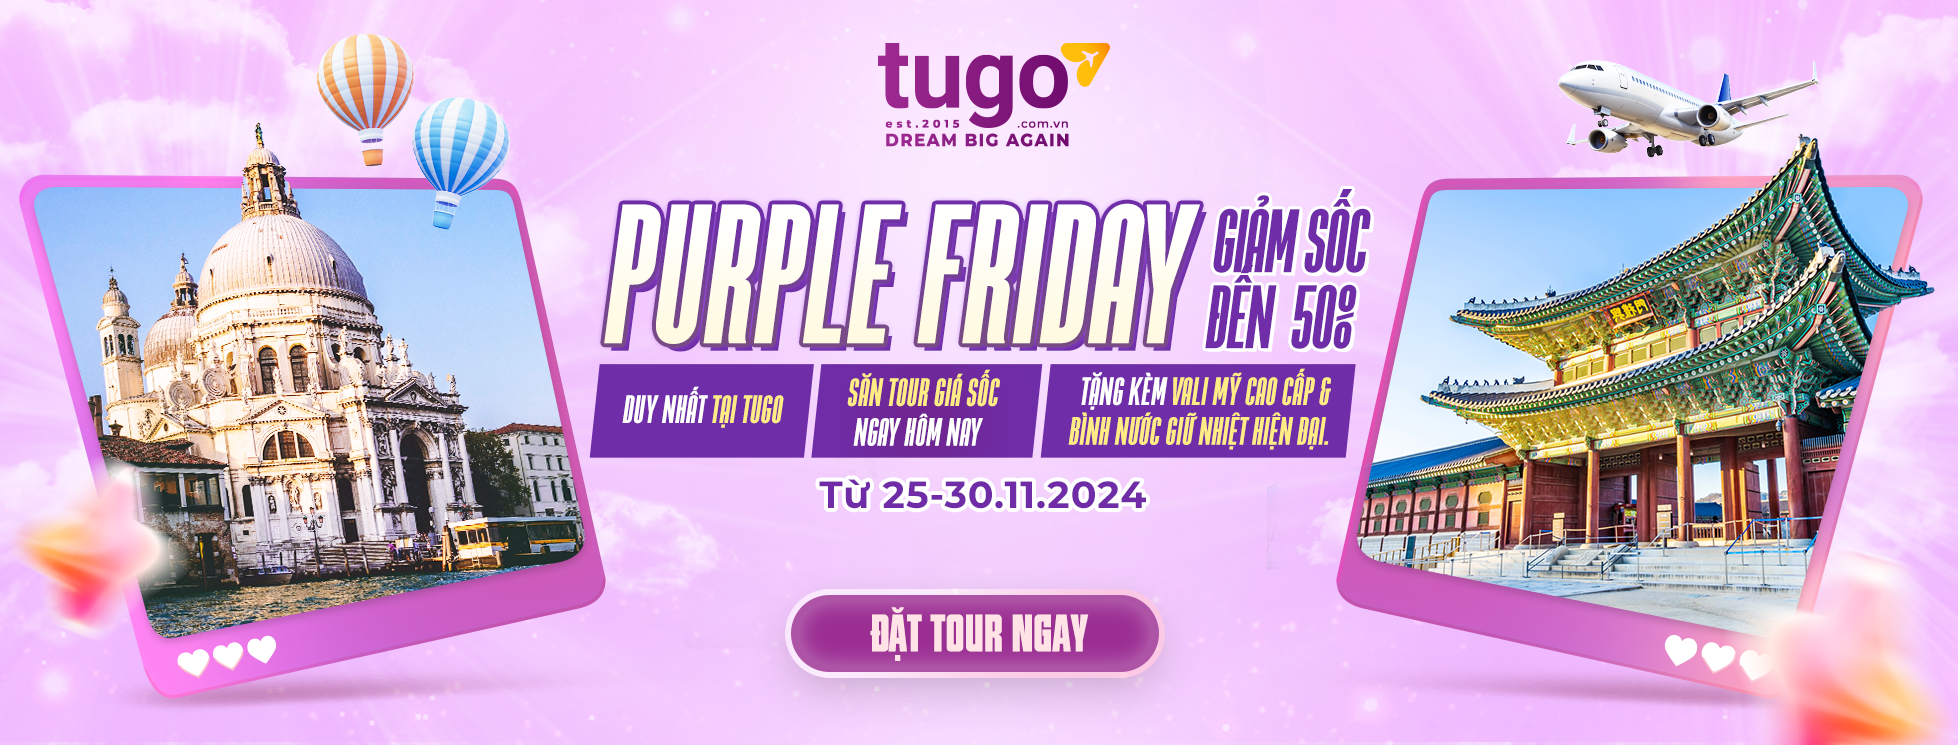 tugo
est.2015 .com.vn
DREAM BIG AGAIN
PURPLE FRIDAY
GIẢM SỐC
ĐẾN 50%
DUY NHẤT TẠI TUGO
SĂN TOUR GIÁ SỐC
NGAY HÔM NAY
TẶNG KÈM VALI MỸ CAO CẤP &
BÌNH NƯỚC GIỮ NHIỆT HIỆN ĐẠI.
Từ 25-30.11.2024
ĐẶT TOUR NGAY